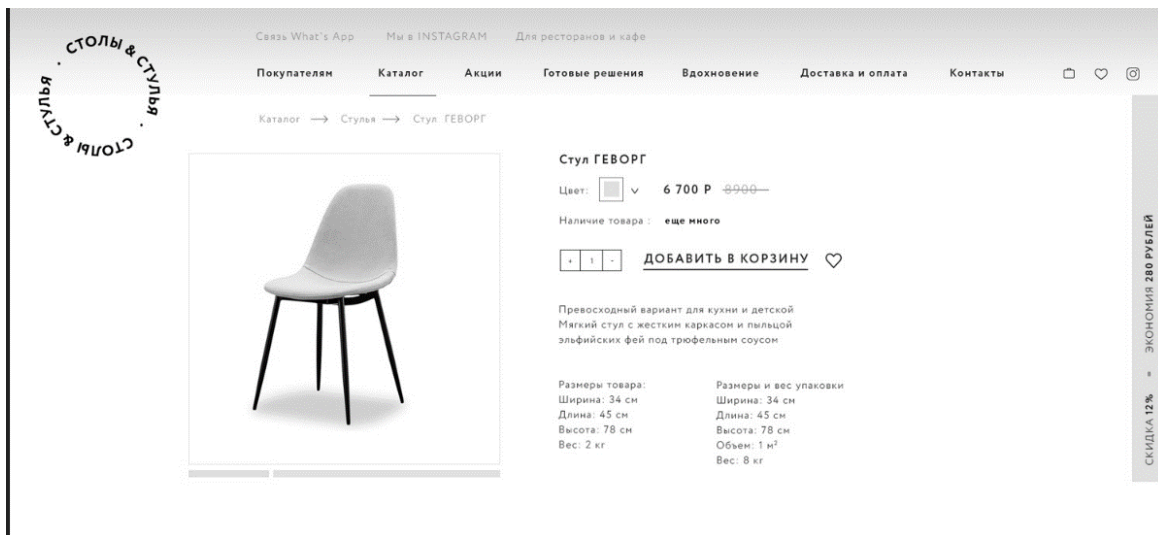 СТОЛЫ & СТУЛЬЯ · СТОЛЫ & СТУЛЬЯ ·
Связь What's App Мы в INSTAGRAM Для ресторанов и кафе
Покупателям Каталог Акции Готовые решения Вдохновение Доставка и оплата Контакты
Каталог → Стулья → Стул ГЕВОРГ
Стул ГЕВОРГ
Цвет: 6 700 Р 8900
Наличие товара : еще много
+ 1 - ДОБАВИТЬ В КОРЗИНУ
Превосходный вариант для кухни и детской
Мягкий стул с жестким каркасом и пыльцой
эльфийских фей под трюфельным соусом
Размеры товара:
Ширина: 34 см
Длина: 45 см
Высота: 78 см
Вес: 2 кг
Размеры и вес упаковки
Ширина: 34 см
Длина: 45 см
Высота: 78 см
Объем: 1 м²
Вес: 8 кг
СКИДКА 12% = ЭКОНОМИЯ 280 РУБЛЕЙ